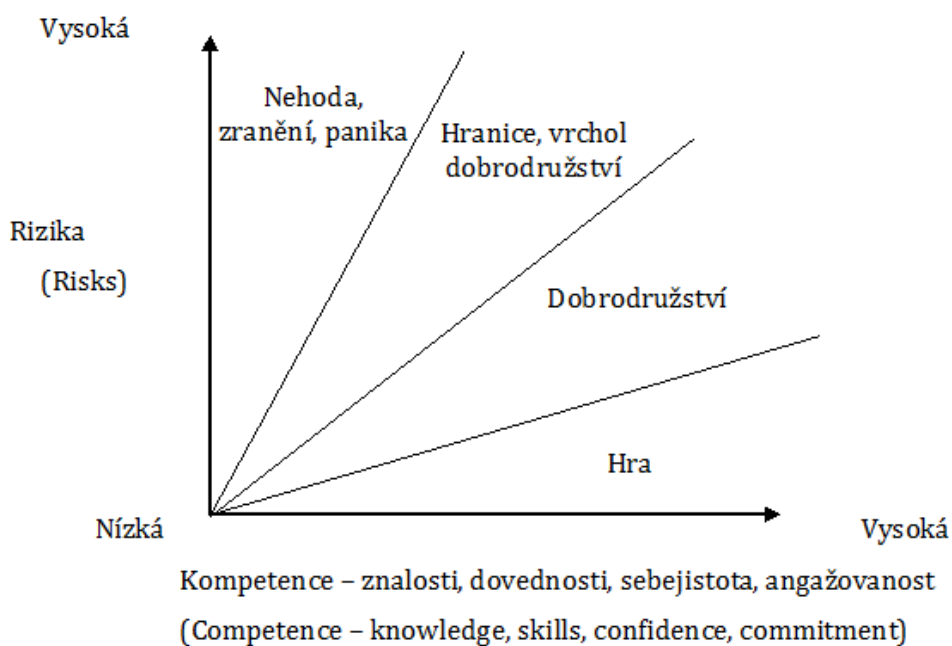 Vysoká
Nehoda,
zranění, panika
Hranice, vrchol
dobrodružství
Rizika
(Risks)
Dobrodružství
Hra
Nízká
Vysoká
Kompetence – znalosti, dovednosti, sebejistota, angažovanost
(Competence – knowledge, skills, confidence, commitment)